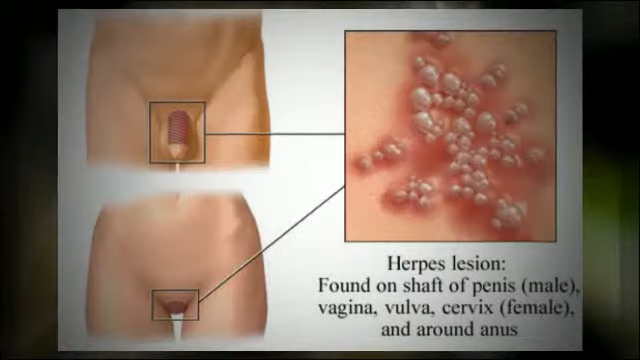 Herpes lesion:
Found on shaft of penis (male),
vagina, vulva, cervix (female),
and around anus